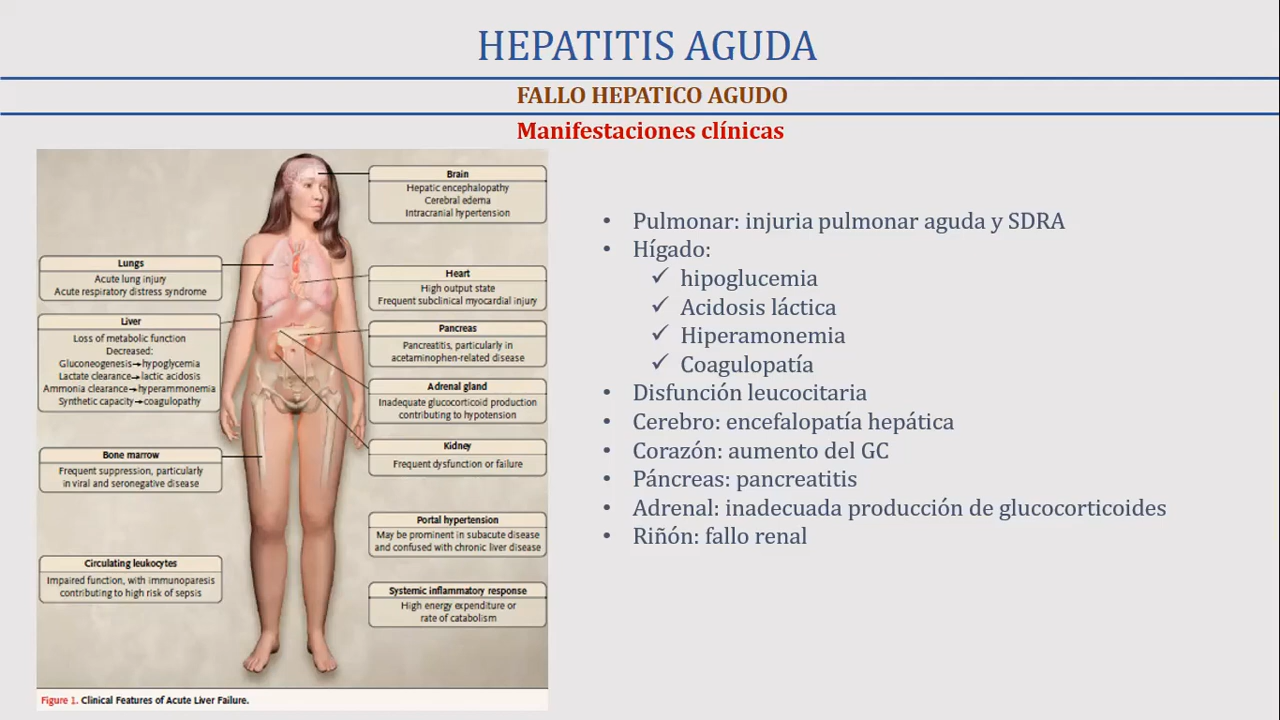 HEPATITIS AGUDA
FALLO HEPATICO AGUDO
Manifestaciones clínicas
Brain
Hepatic encephalopathy
Cerebral edema
Intracranial hypertension
Lungs
Acute lung injury
Acute respiratory distress syndrome
Heart
High output state
Frequent subclinical myocardial injury
Liver
Loss of metabolic function
Decreased:
Gluconeogenesis→hypoglycemia
Lactate clearance→lactic acidosis
Ammonia clearance→hyperammonemia
Synthetic capacity→coagulopathy
Pancreas
Pancreatitis, particularly in
acetaminophen-related disease
Adrenal gland
Inadequate glucocorticoid production
contributing to hypotension
Kidney
Frequent dysfunction or failure
Bone marrow
Frequent suppression, particularly
in viral and seronegative disease
Portal hypertension
May be prominent in subacute disease
and confused with chronic liver disease
Circulating leukocytes
Impaired function, with immunoparesis
contributing to high risk of sepsis
Systemic inflammatory response
High energy expenditure or
rate of catabolism
Figure 1. Clinical Features of Acute Liver Failure.
• Pulmonar: injuria pulmonar aguda y SDRA
• Hígado:
✓ hipoglucemia
✓ Acidosis láctica
✓ Hiperamonemia
✓ Coagulopatía
• Disfunción leucocitaria
• Cerebro: encefalopatía hepática
• Corazón: aumento del GC
• Páncreas: pancreatitis
• Adrenal: inadecuada producción de glucocorticoides
• Riñón: fallo renal